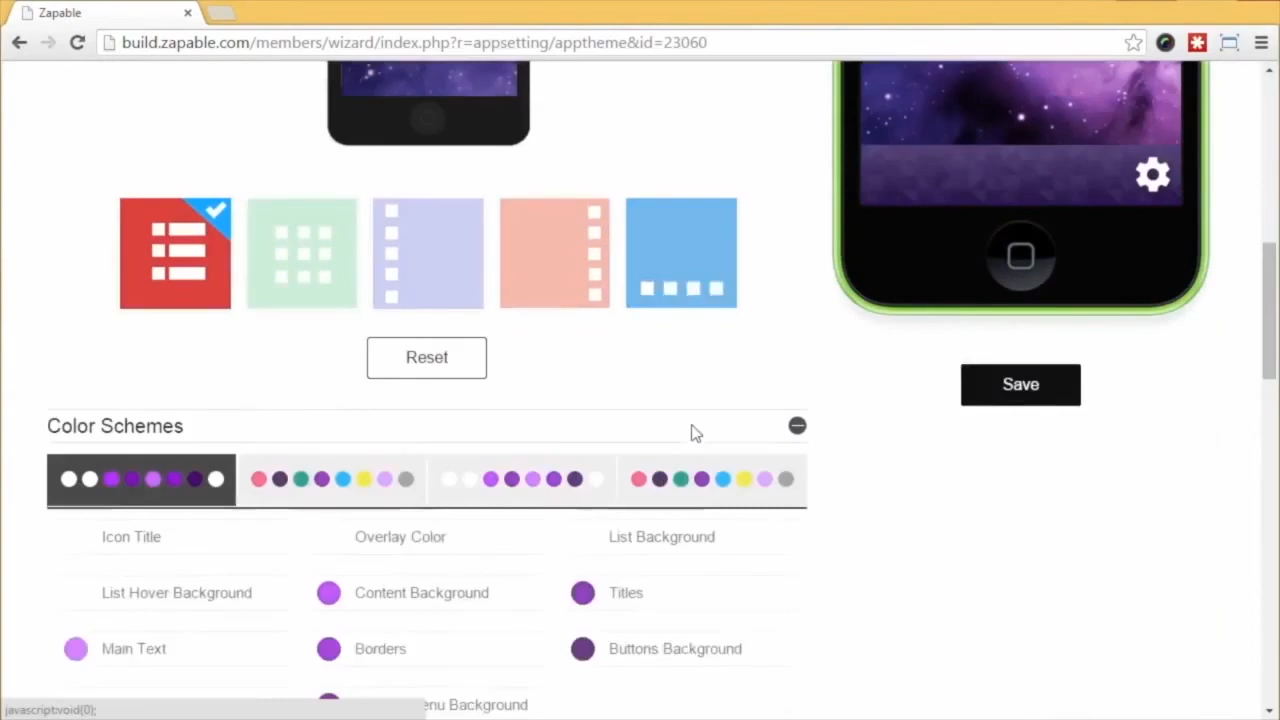 Zapable
build.zapable.com/members/wizard/index.php?r=appsetting/apptheme&id=23060
Reset
Save
Color Schemes
Icon Title
Overlay Color
List Background
List Hover Background
Content Background
Titles
Main Text
Borders
Buttons Background
enu Background
javascript:void(0);